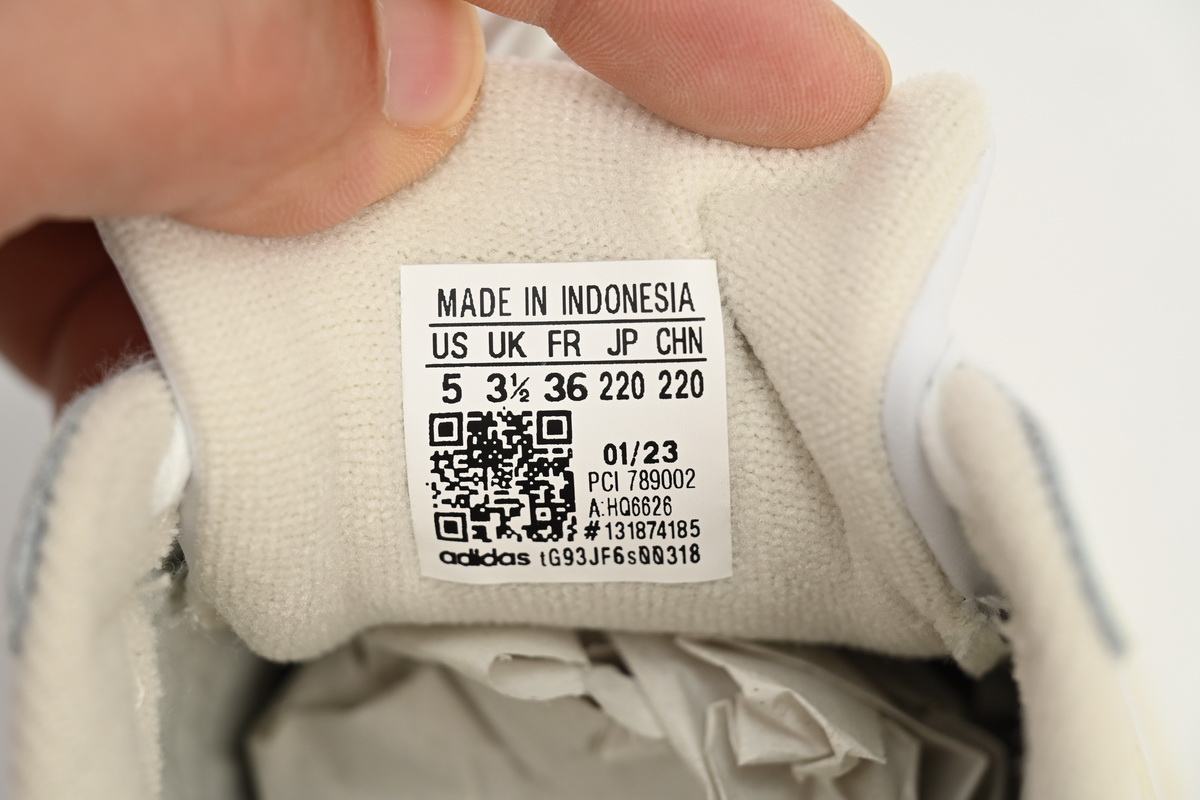 MADE IN INDONESIA
US UK FR JP CHN
5 3½ 36 220 220
01/23
PCI 789002
A:HQ6626
#131874185
adidas tG93JF6s00318